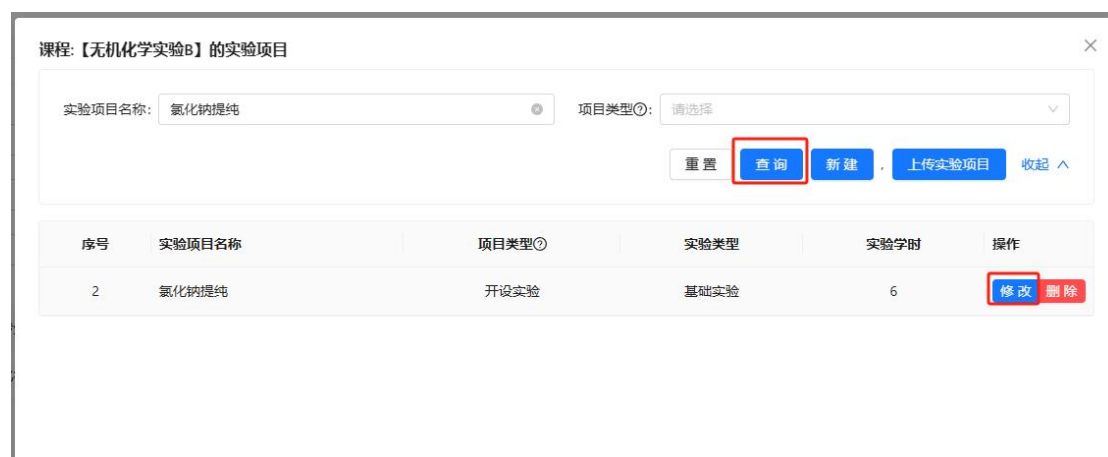 课程:【无机化学实验B】的实验项目
实验项目名称: 氯化钠提纯 项目类型?: 请选择
重置 查询 新建 , 上传实验项目 收起
序号 实验项目名称 项目类型? 实验类型 实验学时 操作
2 氯化钠提纯 开设实验 基础实验 6 修改 删除